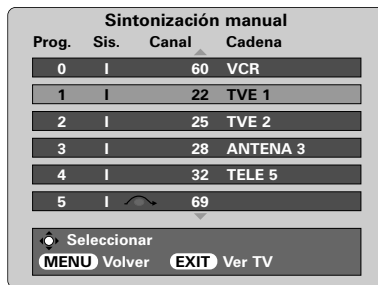 Sintonización manual
Prog. Sis. Canal Cadena
0 I 60 VCR
1 I 22 TVE 1
2 I 25 TVE 2
3 I 28 ANTENA 3
4 I 32 TELE 5
5 I 69
Seleccionar
MENU Volver EXIT Ver TV